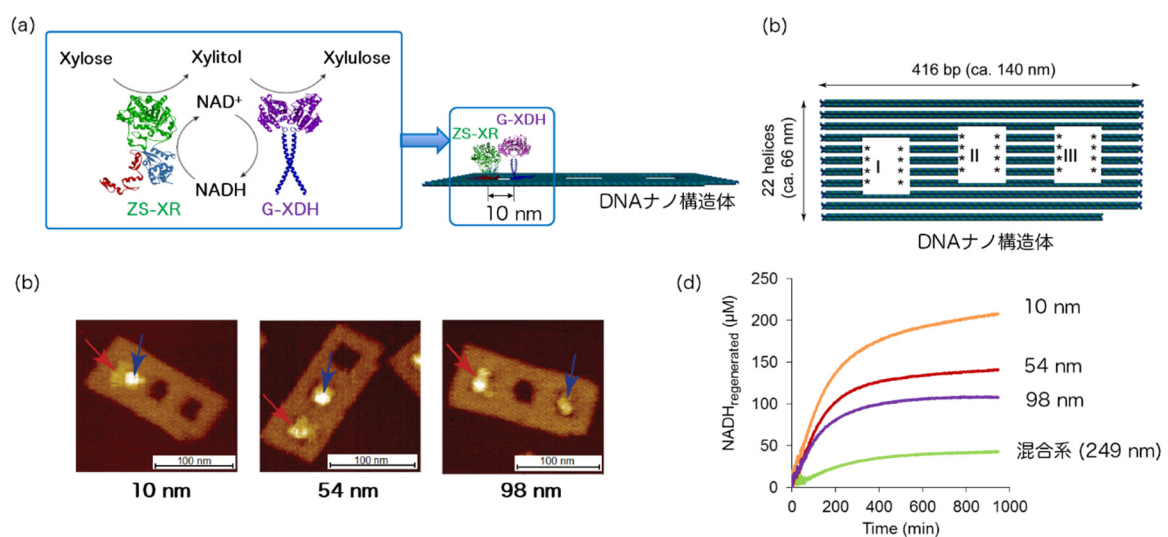 (a)
Xylose
Xylitol
Xylulose
NAD+
NADH
ZS-XR
G-XDH
ZS-XR
G-XDH
10 nm
DNAナノ構造体
(b)
416 bp (ca. 140 nm)
22 helices
(ca. 66 nm)
I
II
III
DNAナノ構造体
(b)
100 nm
100 nm
100 nm
10 nm
54 nm
98 nm
(d)
NADHregenerated (μM)
250
200
150
100
50
0
0
200
400
600
800
1000
Time (min)
10 nm
54 nm
98 nm
混合系 (249 nm)